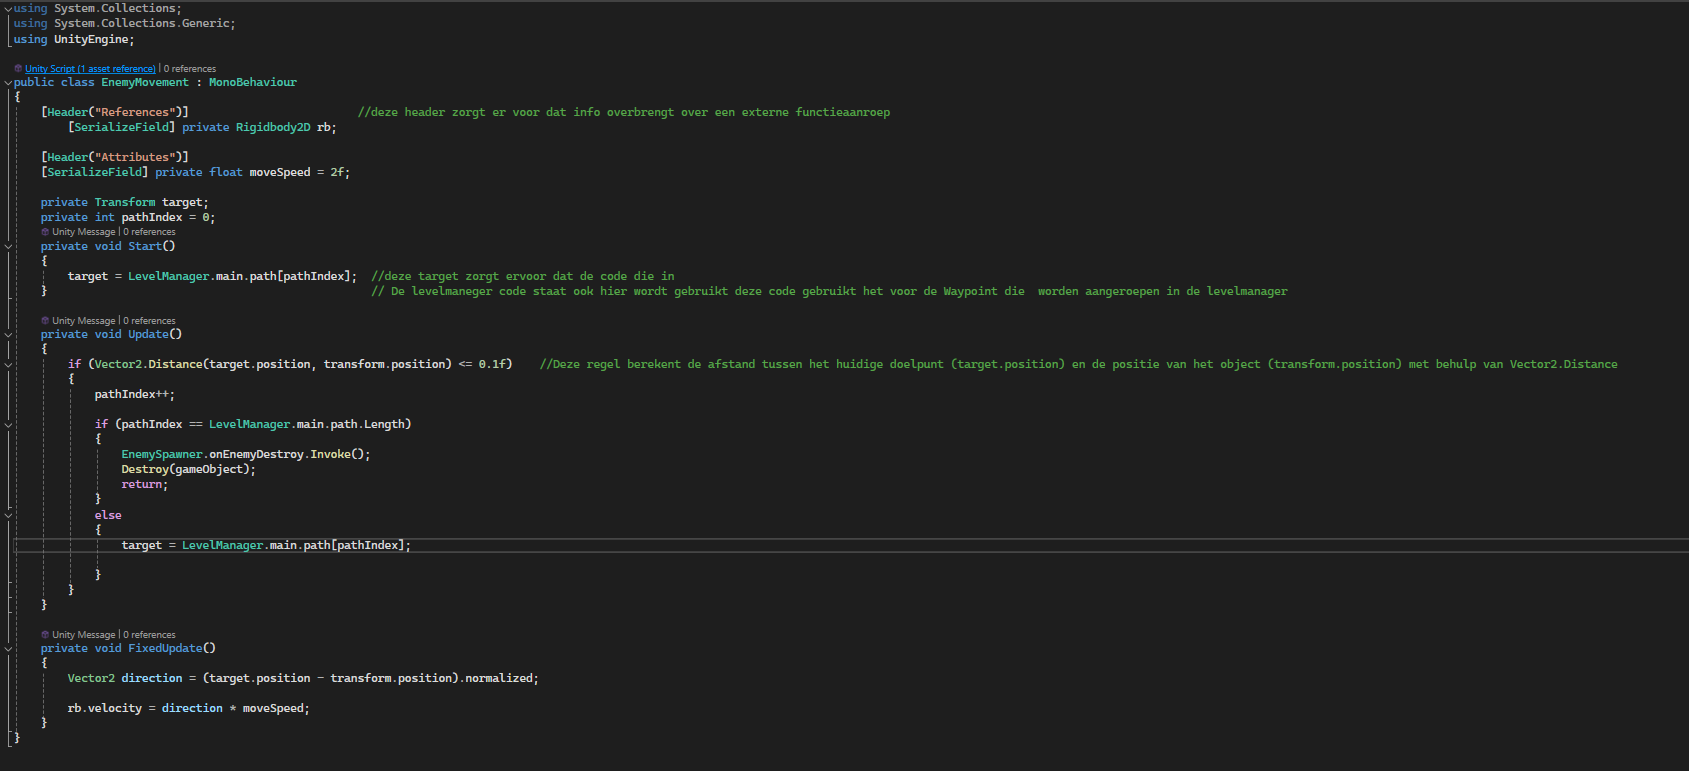 using System.Collections;
using System.Collections.Generic;
using UnityEngine;
Unity Script (1 asset reference) | 0 references
public class EnemyMovement : MonoBehaviour
{
[Header("References")] //deze header zorgt er voor dat info overbrengt over een externe functieaanroep
[SerializeField] private Rigidbody2D rb;
[Header("Attributes")]
[SerializeField] private float moveSpeed = 2f;
private Transform target;
private int pathIndex = 0;
Unity Message | 0 references
private void Start()
{
target = LevelManager.main.path[pathIndex]; //deze target zorgt ervoor dat de code die in
} // De levelmaneger code staat ook hier wordt gebruikt deze code gebruikt het voor de Waypoint die  worden aangeroepen in de levelmanager
Unity Message | 0 references
private void Update()
{
if (Vector2.Distance(target.position, transform.position) <= 0.1f) //Deze regel berekent de afstand tussen het huidige doelpunt (target.position) en de positie van het object (transform.position) met behulp van Vector2.Distance
{
pathIndex++;
if (pathIndex == LevelManager.main.path.Length)
{
EnemySpawner.onEnemyDestroy.Invoke();
Destroy(gameObject);
return;
}
else
{
target = LevelManager.main.path[pathIndex];
}
}
}
Unity Message | 0 references
private void FixedUpdate()
{
Vector2 direction = (target.position - transform.position).normalized;
rb.velocity = direction * moveSpeed;
}
}